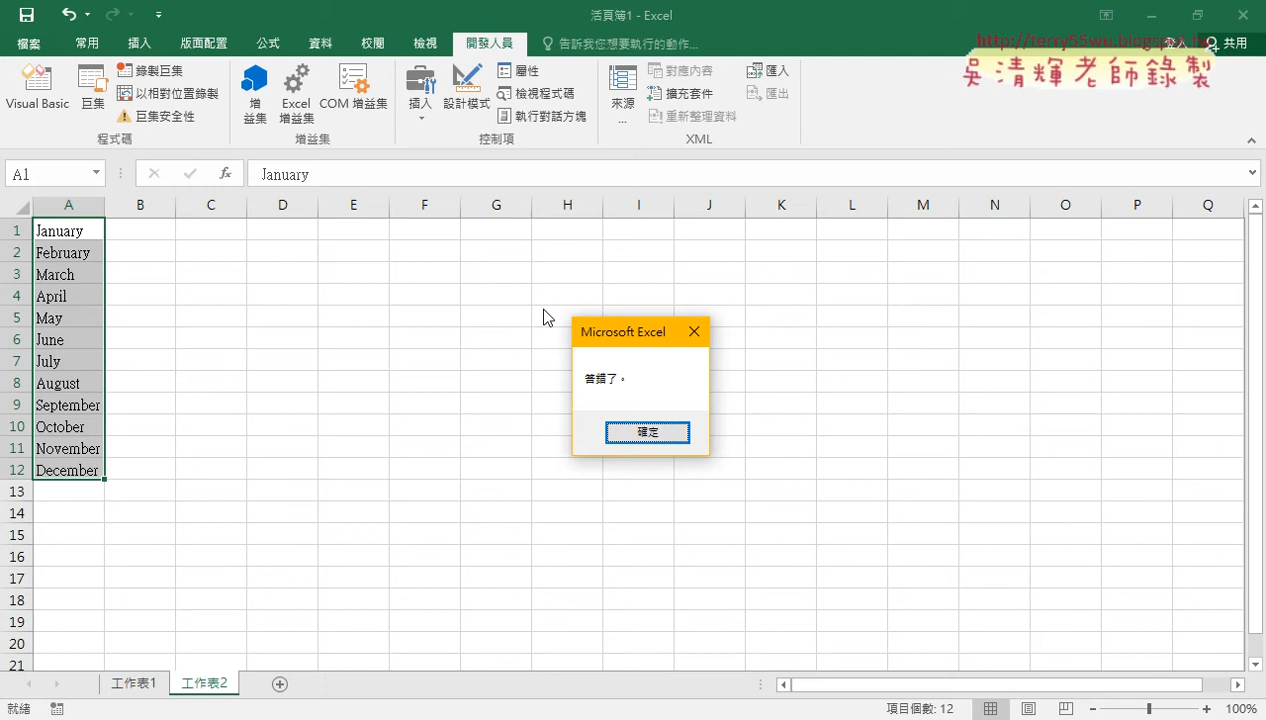 活頁簿1 - Excel
http://terry55wu.blogspot.tw
吳清輝老師錄製
檔案 常用 插入 版面配置 公式 資料 校閱 檢視 開發人員 告訴我您想要執行的動作... 登入 共用
Visual Basic
巨集
錄製巨集
以相對位置錄製
巨集安全性
程式碼
增益集
Excel 增益集
COM 增益集
增益集
插入
設計模式
屬性
檢視程式碼
執行對話方塊
控制項
來源...
對應內容
擴充套件
重新整理資料
匯入
匯出
XML
A1 fx January
A B C D E F G H I J K L M N O P Q
1 January
2 February
3 March
4 April
5 May
6 June
7 July
8 August
9 September
10 October
11 November
12 December
13
14
15
16
17
18
19
20
21
Microsoft Excel
答錯了。
確定
工作表1 工作表2
就緒 項目個數: 12 100%